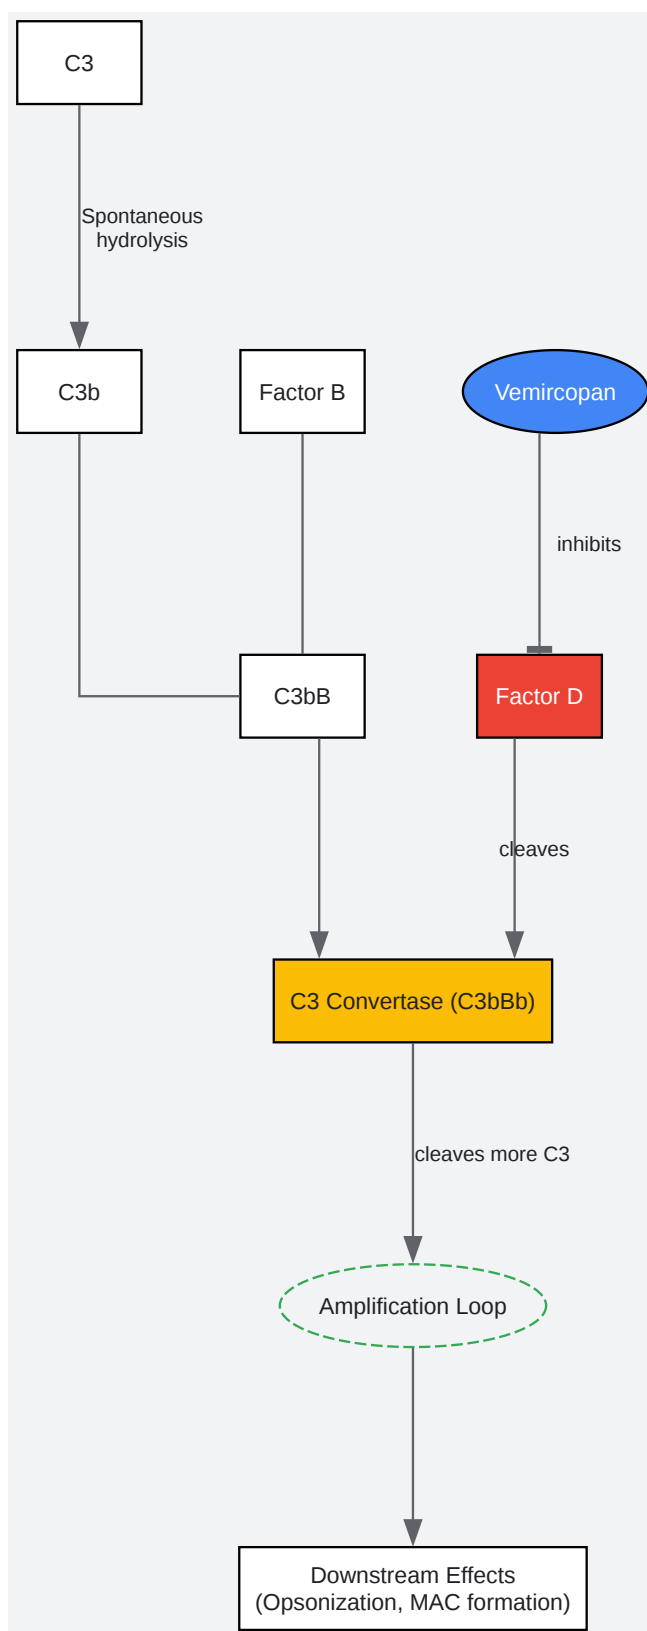 C3
Spontaneous
hydrolysis
C3b
Factor B
Vemircopan
inhibits
C3bB
Factor D
cleaves
C3 Convertase (C3bBb)
cleaves more C3
Amplification Loop
Downstream Effects
(Opsonization, MAC formation)